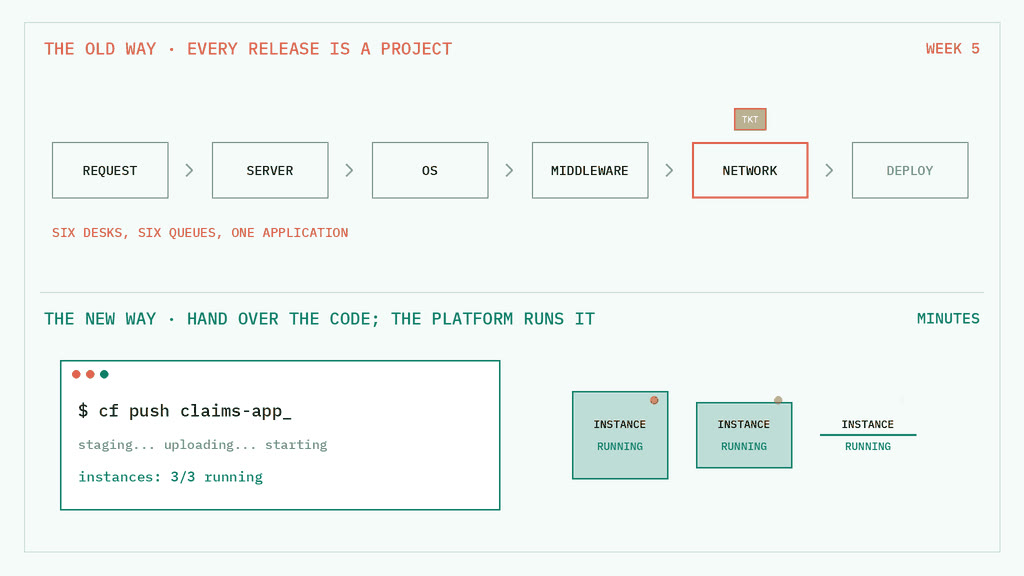 THE OLD WAY · EVERY RELEASE IS A PROJECT
WEEK 5
TKT
REQUEST
SERVER
OS
MIDDLEWARE
NETWORK
DEPLOY
SIX DESKS, SIX QUEUES, ONE APPLICATION
THE NEW WAY · HAND OVER THE CODE; THE PLATFORM RUNS IT
MINUTES
$ cf push claims-app_
staging... uploading... starting
instances: 3/3 running
INSTANCE
RUNNING
INSTANCE
RUNNING
INSTANCE
RUNNING